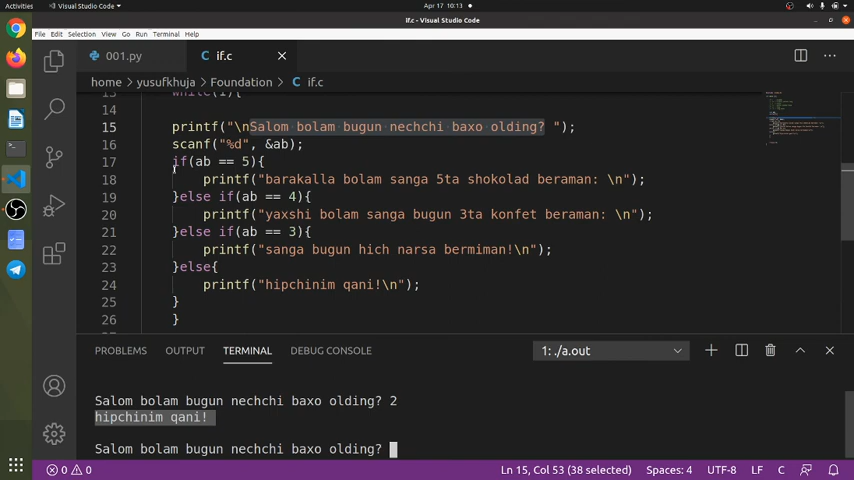 Activities
Visual Studio Code
Apr 17 10:13
if.c - Visual Studio Code
File Edit Selection View Go Run Terminal Help
001.py
if.c
home > yusufkhuja > Foundation > C if.c
13 while(1){
14
15 printf("\nSalom bolam bugun nechchi baxo olding? ");
16 scanf("%d", &ab);
17 if(ab == 5){
18 printf("barakalla bolam sanga 5ta shokolad beraman: \n");
19 }else if(ab == 4){
20 printf("yaxshi bolam sanga bugun 3ta konfet beraman: \n");
21 }else if(ab == 3){
22 printf("sanga bugun hich narsa bermiman!\n");
23 }else{
24 printf("hipchinim qani!\n");
25 }
26 }
PROBLEMS OUTPUT TERMINAL DEBUG CONSOLE
1: ./a.out
Salom bolam bugun nechchi baxo olding? 2
hipchinim qani!
Salom bolam bugun nechchi baxo olding?
0 0 Ln 15, Col 53 (38 selected) Spaces: 4 UTF-8 LF C